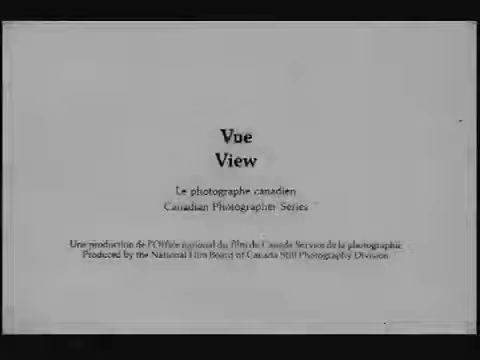 Vue
View
Le photographe canadien
Canadian Photographer Series
Une production de l'Office national du film du Canada Service de la photographie
Produced by the National Film Board of Canada Still Photography Division